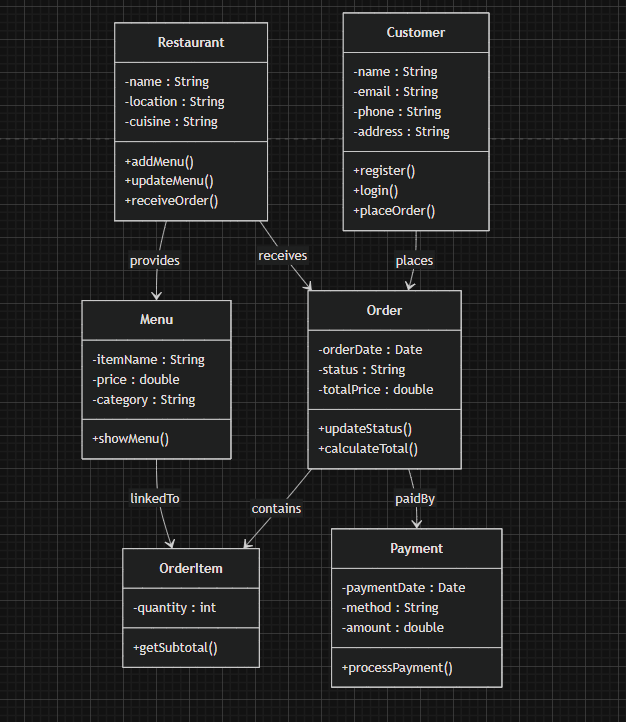 Restaurant
-name : String
-location : String
-cuisine : String
+addMenu()
+updateMenu()
+receiveOrder()
Customer
-name : String
-email : String
-phone : String
-address : String
+register()
+login()
+placeOrder()
provides
receives
places
Menu
-itemName : String
-price : double
-category : String
+showMenu()
Order
-orderDate : Date
-status : String
-totalPrice : double
+updateStatus()
+calculateTotal()
linkedTo
contains
paidBy
OrderItem
-quantity : int
+getSubtotal()
Payment
-paymentDate : Date
-method : String
-amount : double
+processPayment()